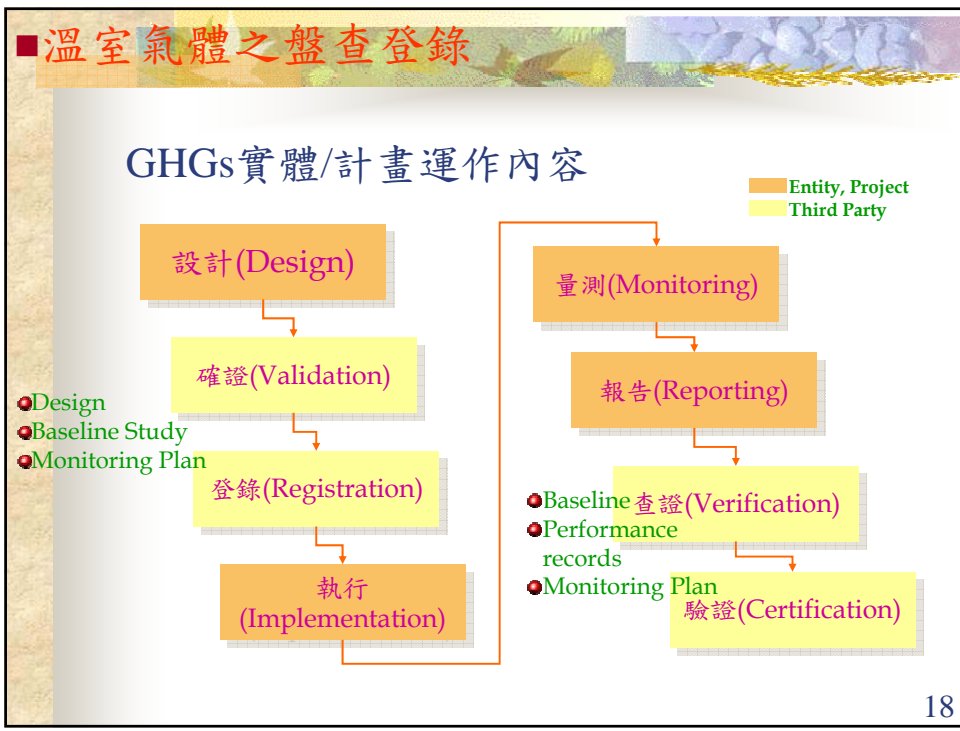 溫室氣體之盤查登錄
GHGs實體/計畫運作內容
Entity, Project
Third Party
設計(Design)
確證(Validation)
Design
Baseline Study
Monitoring Plan
登錄(Registration)
執行
(Implementation)
量測(Monitoring)
報告(Reporting)
查證(Verification)
Baseline
Performance
records
Monitoring Plan
驗證(Certification)
18